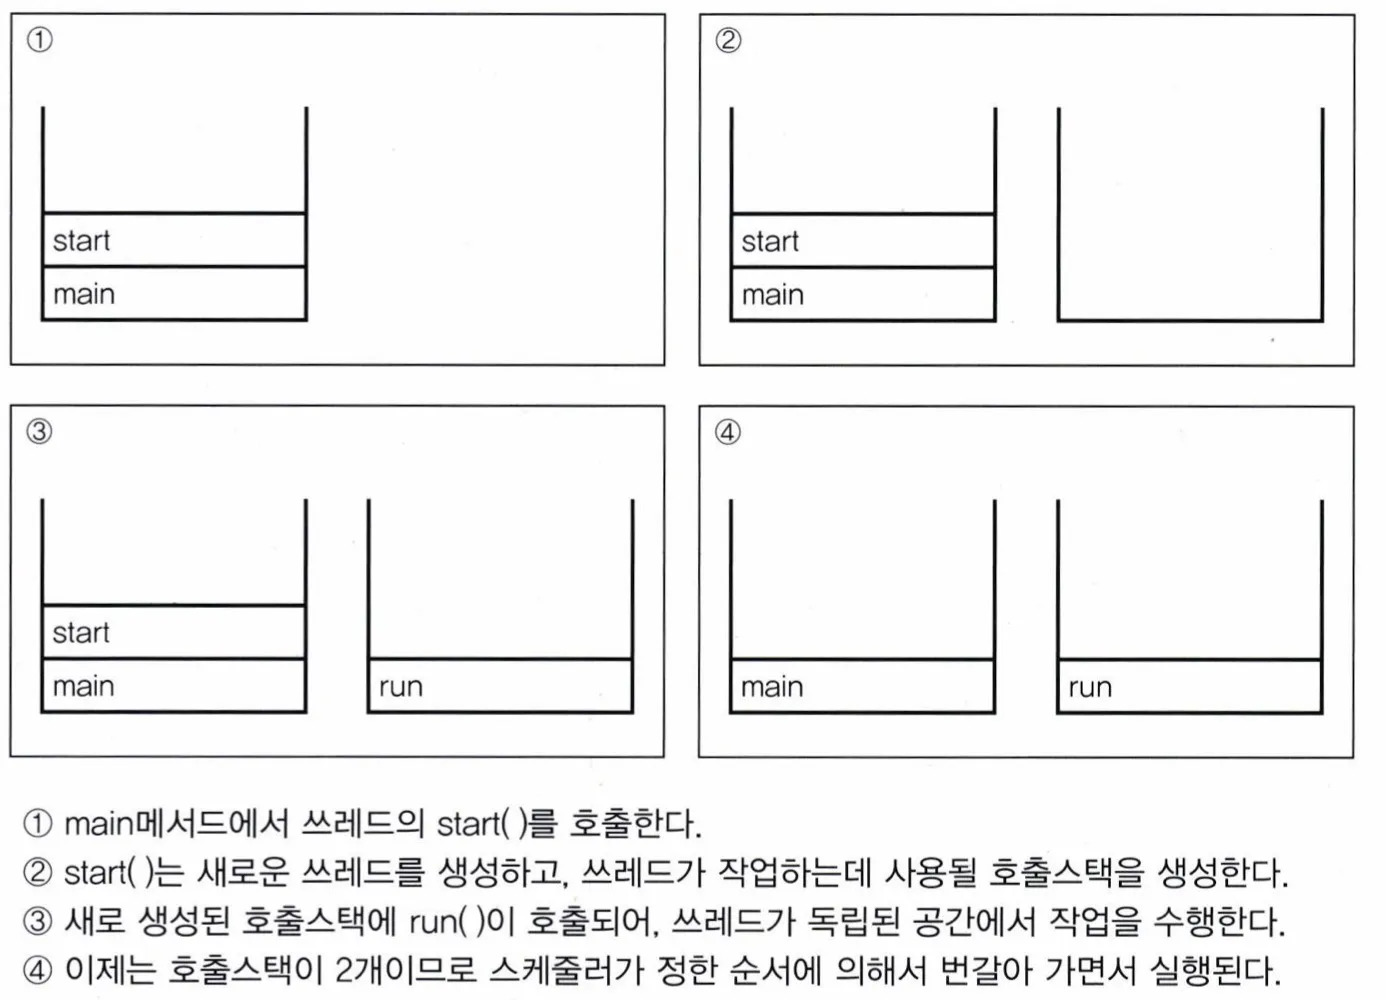 ①
②
start
main
start
main
③
④
start
main
run
main
run
① main메서드에서 쓰레드의 start( )를 호출한다.
② start( )는 새로운 쓰레드를 생성하고, 쓰레드가 작업하는데 사용될 호출스택을 생성한다.
③ 새로 생성된 호출스택에 run( )이 호출되어, 쓰레드가 독립된 공간에서 작업을 수행한다.
④ 이제는 호출스택이 2개이므로 스케줄러가 정한 순서에 의해서 번갈아 가면서 실행된다.